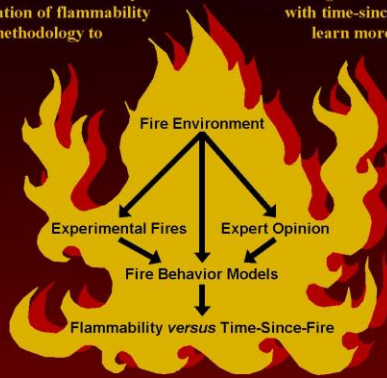 ation of flammability
ethodology to
with time-sinc
learn more
Fire Environment
Experimental Fires
Expert Opinion
Fire Behavior Models
Flammability versus Time-Since-Fire